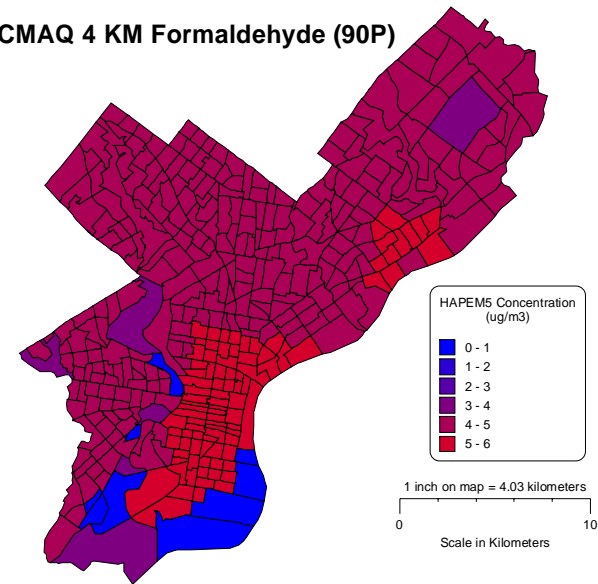 CMAQ 4 KM Formaldehyde (90P)
HAPEM5 Concentration
(ug/m3)
0 - 1
1 - 2
2 - 3
3 - 4
4 - 5
5 - 6
1 inch on map = 4.03 kilometers
0 10
Scale in Kilometers